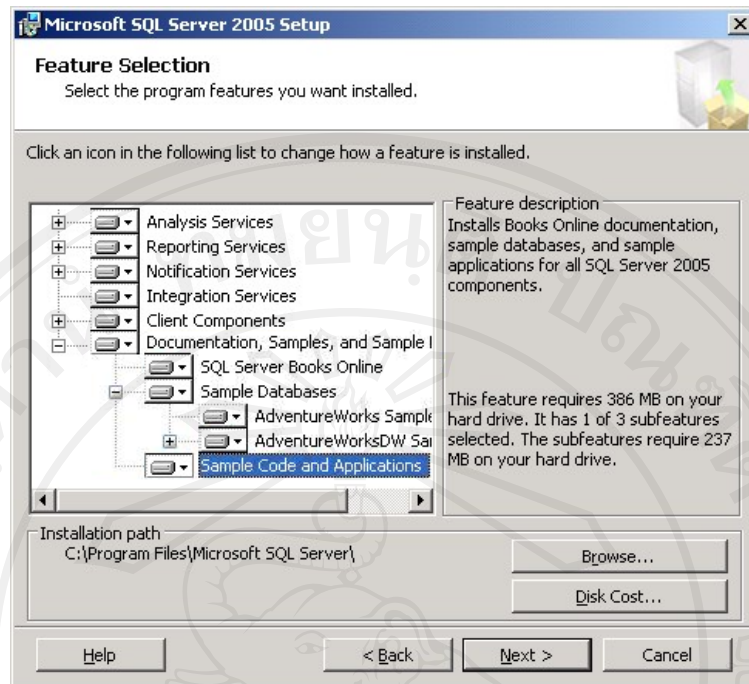 Microsoft SQL Server 2005 Setup
Feature Selection
Select the program features you want installed.
Click an icon in the following list to change how a feature is installed.
Analysis Services
Reporting Services
Notification Services
Integration Services
Client Components
Documentation, Samples, and Sample
SQL Server Books Online
Sample Databases
AdventureWorks Sample
AdventureWorksDW Sa
Sample Code and Applications
Feature description
Installs Books Online documentation,
sample databases, and sample
applications for all SQL Server 2005
components.
This feature requires 386 MB on your
hard drive. It has 1 of 3 subfeatures
selected. The subfeatures require 237
MB on your hard drive.
Installation path
C:\Program Files\Microsoft SQL Server\
Browse...
Disk Cost...
Help
< Back
Next >
Cancel